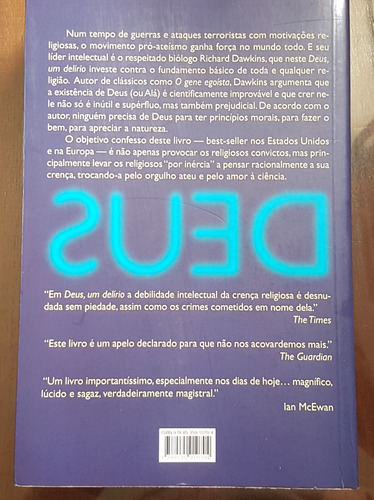 Num tempo de guerras e ataques terroristas com motivações re-
ligiosas, o movimento pró-ateísmo ganha força no mundo todo. E seu
líder intelectual é o respeitado biólogo Richard Dawkins, que neste Deus,
um delírio investe contra o fundamento básico de toda e qualquer re-
ligião. Autor de clássicos como O gene egoísta, Dawkins argumenta que
a existência de Deus (ou Alá) é cientificamente improvável e que crer
nele não só é inútil e supérfluo, mas também prejudicial. De acordo com o
autor, ninguém precisa de Deus para ter princípios morais, para fazer o
bem, para apreciar a natureza.
O objetivo confesso deste livro — best-seller nos Estados Unidos
e na Europa — é não apenas provocar os religiosos convictos, mas prin-
cipalmente levar os religiosos "por inércia" a pensar racionalmente a sua
crença, trocando-a pelo orgulho ateu e pelo amor à ciência.
DEUS
"Em Deus, um delírio a debilidade intelectual da crença religiosa é desnu-
dada sem piedade, assim como os crimes cometidos em nome dela."
The Times
"Este livro é um apelo declarado para que não nos acovardemos mais."
The Guardian
"Um livro importantíssimo, especialmente nos dias de hoje... magnífico,
lúcido e sagaz, verdadeiramente magistral."
Ian McEwan